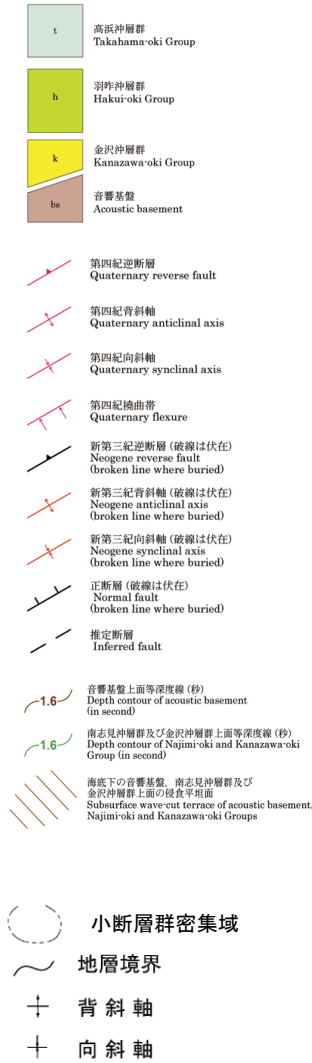 t
高浜沖層群
Takahama-oki Group
h
羽咋沖層群
Hakui-oki Group
k
金沢沖層群
Kanazawa-oki Group
bs
音響基盤
Acoustic basement
第四紀逆断層
Quaternary reverse fault
第四紀背斜軸
Quaternary anticlinal axis
第四紀向斜軸
Quaternary synclinal axis
第四紀撓曲帯
Quaternary flexure
新第三紀逆断層 (破線は伏在)
Neogene reverse fault
(broken line where buried)
新第三紀背斜軸 (破線は伏在)
Neogene anticlinal axis
(broken line where buried)
新第三紀向斜軸 (破線は伏在)
Neogene synclinal axis
(broken line where buried)
正断層 (破線は伏在)
Normal fault
(broken line where buried)
推定断層
Inferred fault
1.6
音響基盤上面等深度線 (秒)
Depth contour of acoustic basement
(in second)
1.6
南志見沖層群及び金沢沖層群上面等深度線 (秒)
Depth contour of Najimi-oki and Kanazawa-oki
Group (in second)
海底下の音響基盤, 南志見沖層群及び
金沢沖層群上面の侵食平坦面
Subsurface wave-cut terrace of acoustic basement,
Najimi-oki and Kanazawa-oki Groups
小断層群密集域
地層境界
背斜軸
向斜軸